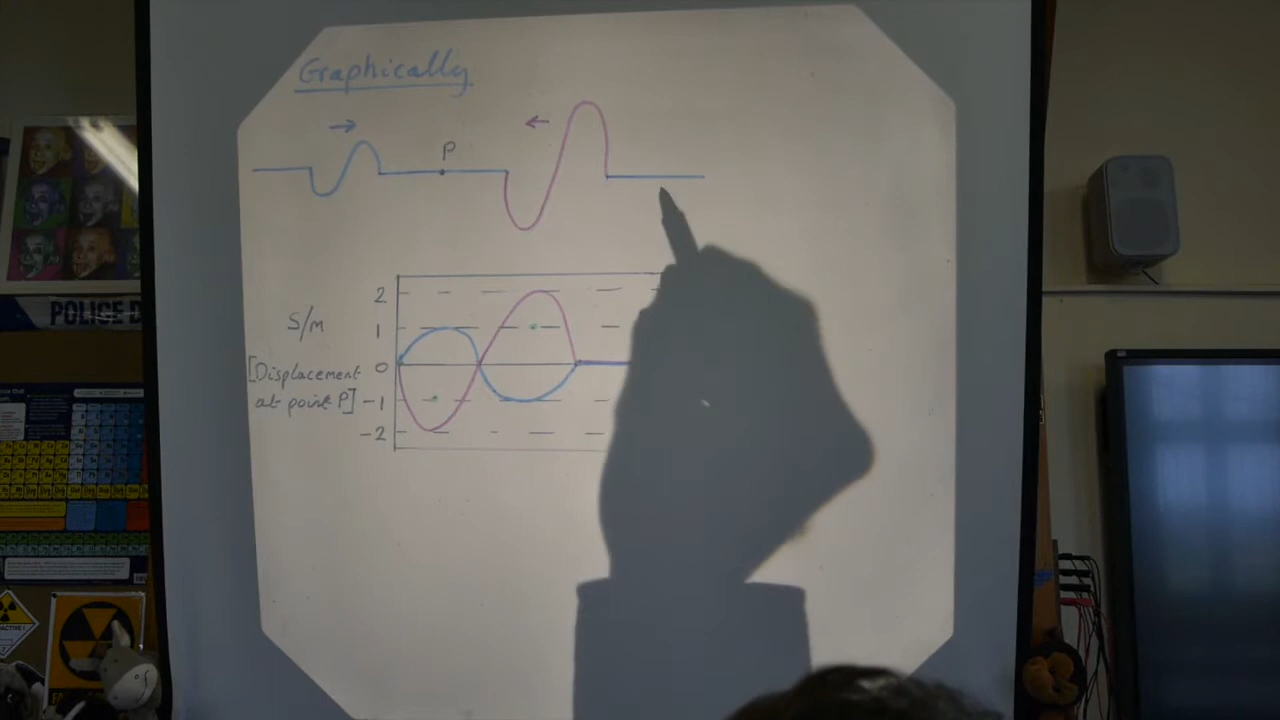 Graphically
P
2
S/m
1
0
[Displacement
at point P]
-1
-2
POLICE D